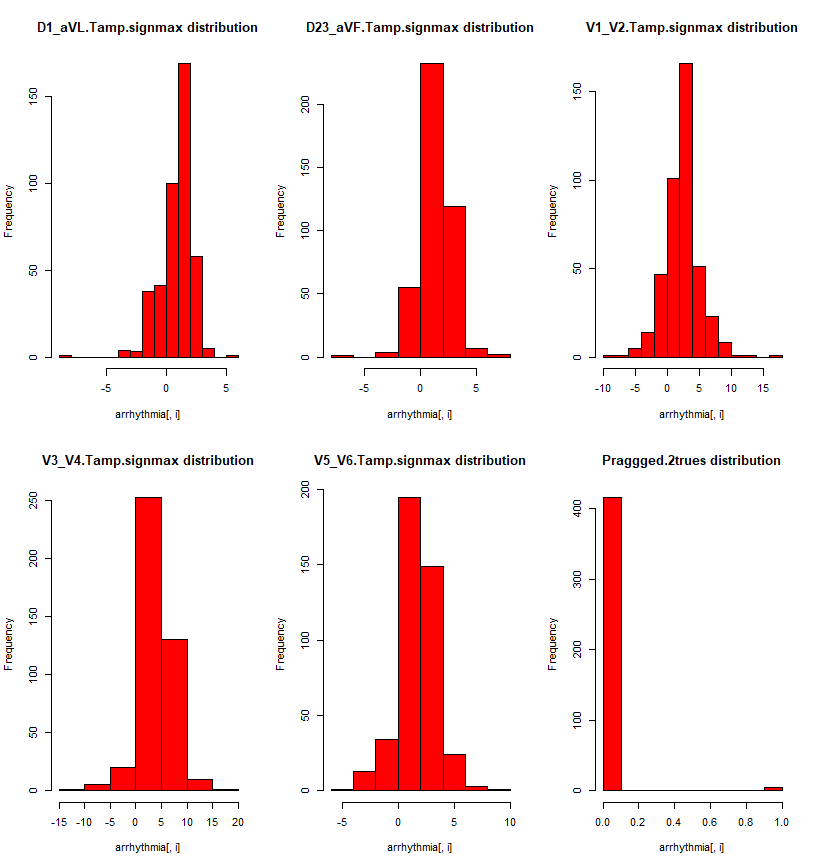 D1_aVL.Tamp.signmax distribution
Frequency
0 50 100 150
-5 0 5
arrhythmia[, i]
D23_aVF.Tamp.signmax distribution
Frequency
0 50 100 150 200
-5 0 5
arrhythmia[, i]
V1_V2.Tamp.signmax distribution
Frequency
0 50 100 150
-10 -5 0 5 10 15
arrhythmia[, i]
V3_V4.Tamp.signmax distribution
Frequency
0 50 100 150 200 250
-15 -10 -5 0 5 10 15 20
arrhythmia[, i]
V5_V6.Tamp.signmax distribution
Frequency
0 50 100 150 200
-5 0 5 10
arrhythmia[, i]
Praggged.2trues distribution
Frequency
0 100 200 300 400
0.0 0.2 0.4 0.6 0.8 1.0
arrhythmia[, i]